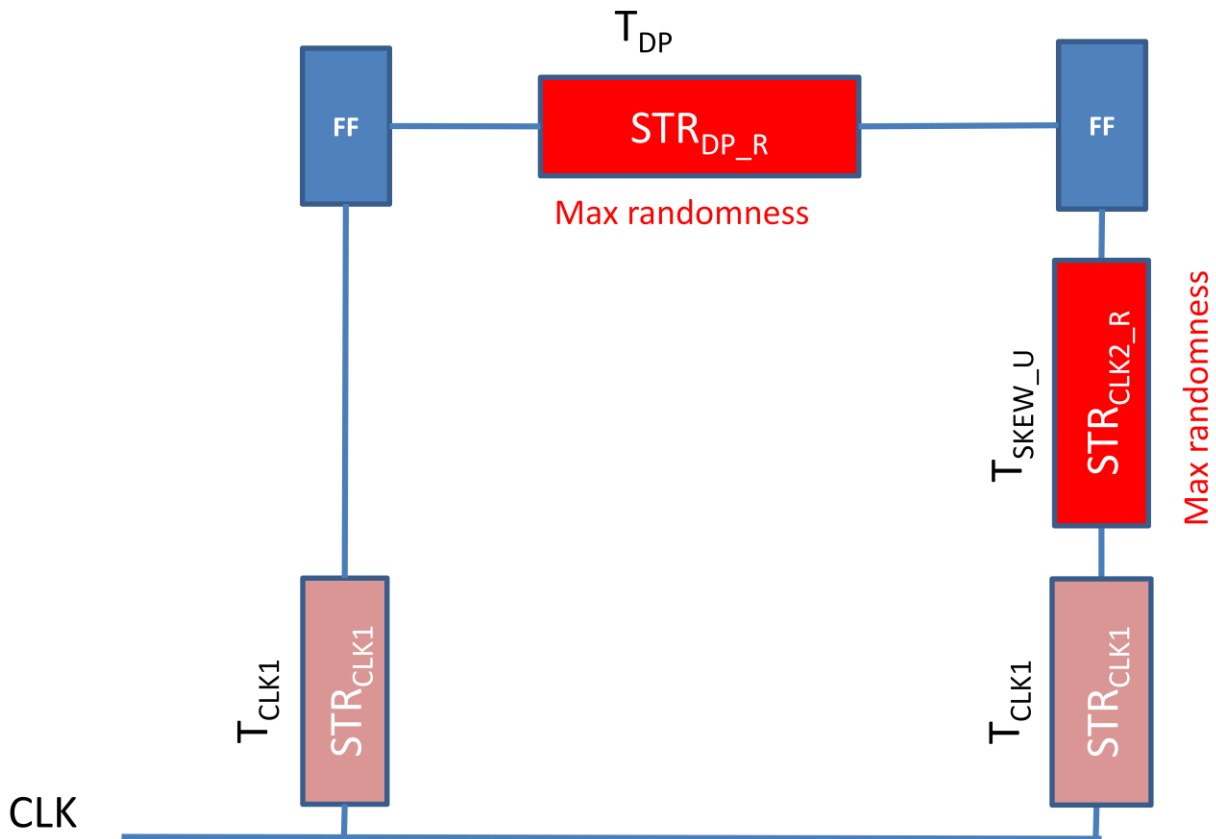 T_DP
FF
STR_DP_R
FF
Max randomness
T_SKEW_U
STR_CLK2_R
Max randomness
T_CLK1
STR_CLK1
T_CLK1
STR_CLK1
CLK